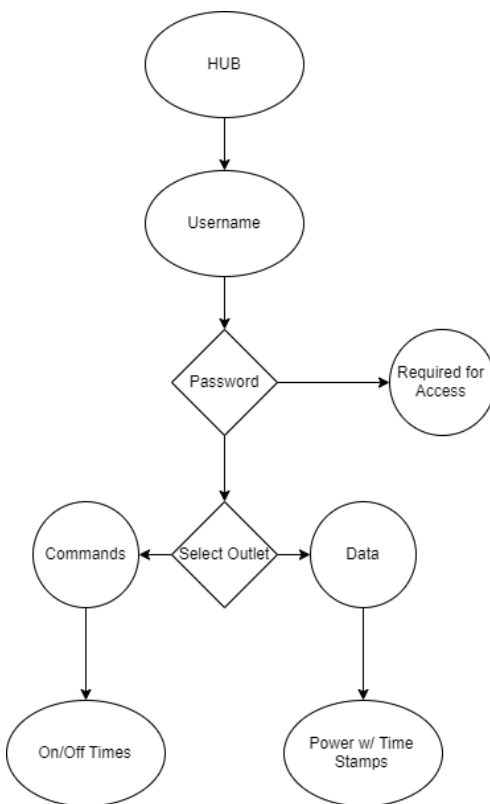 HUB
Username
Password
Required for
Access
Commands
Select Outlet
Data
On/Off Times
Power w/ Time
Stamps